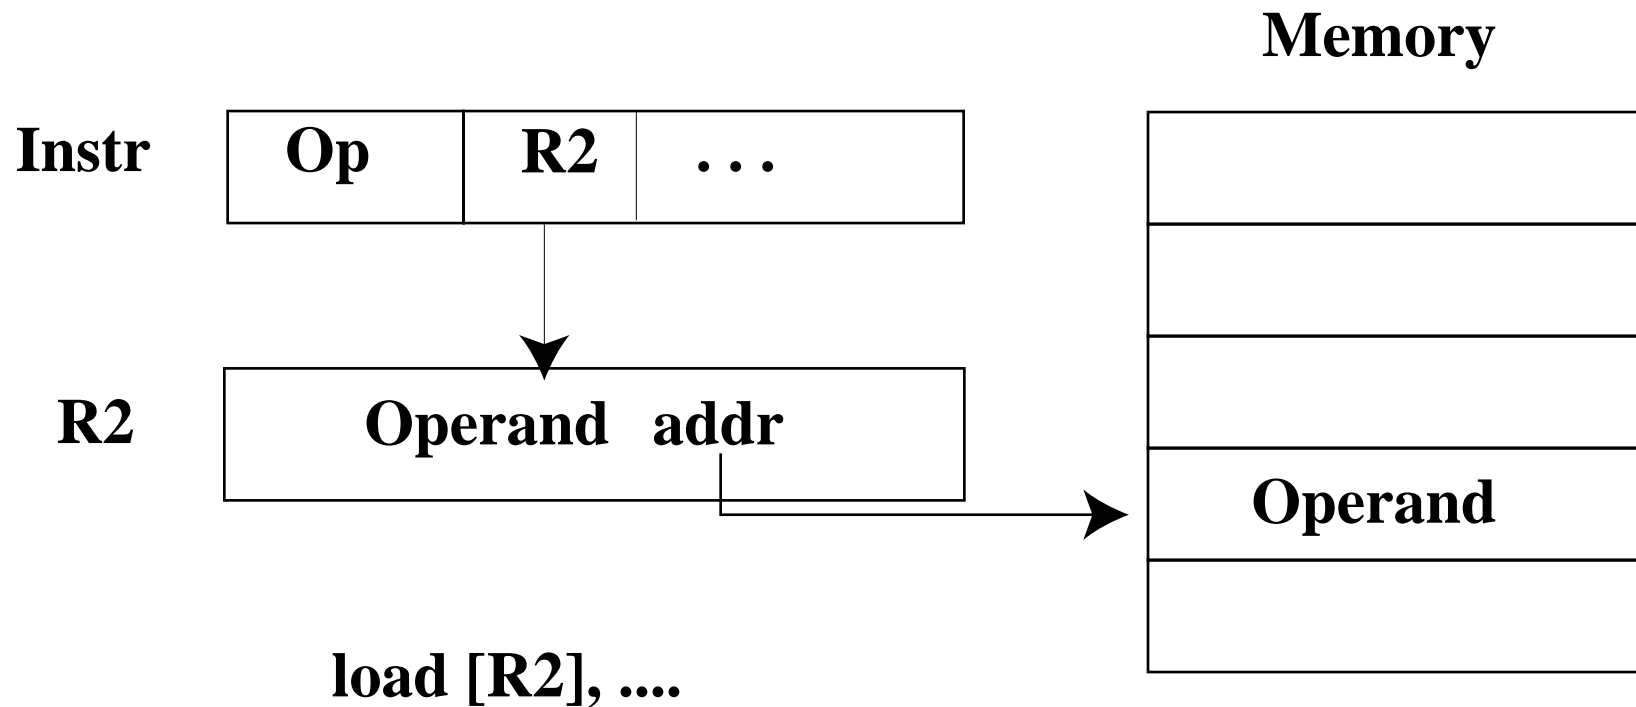 Memory
Instr Op R2 . . .
R2 Operand addr
Operand
load [R2], ....